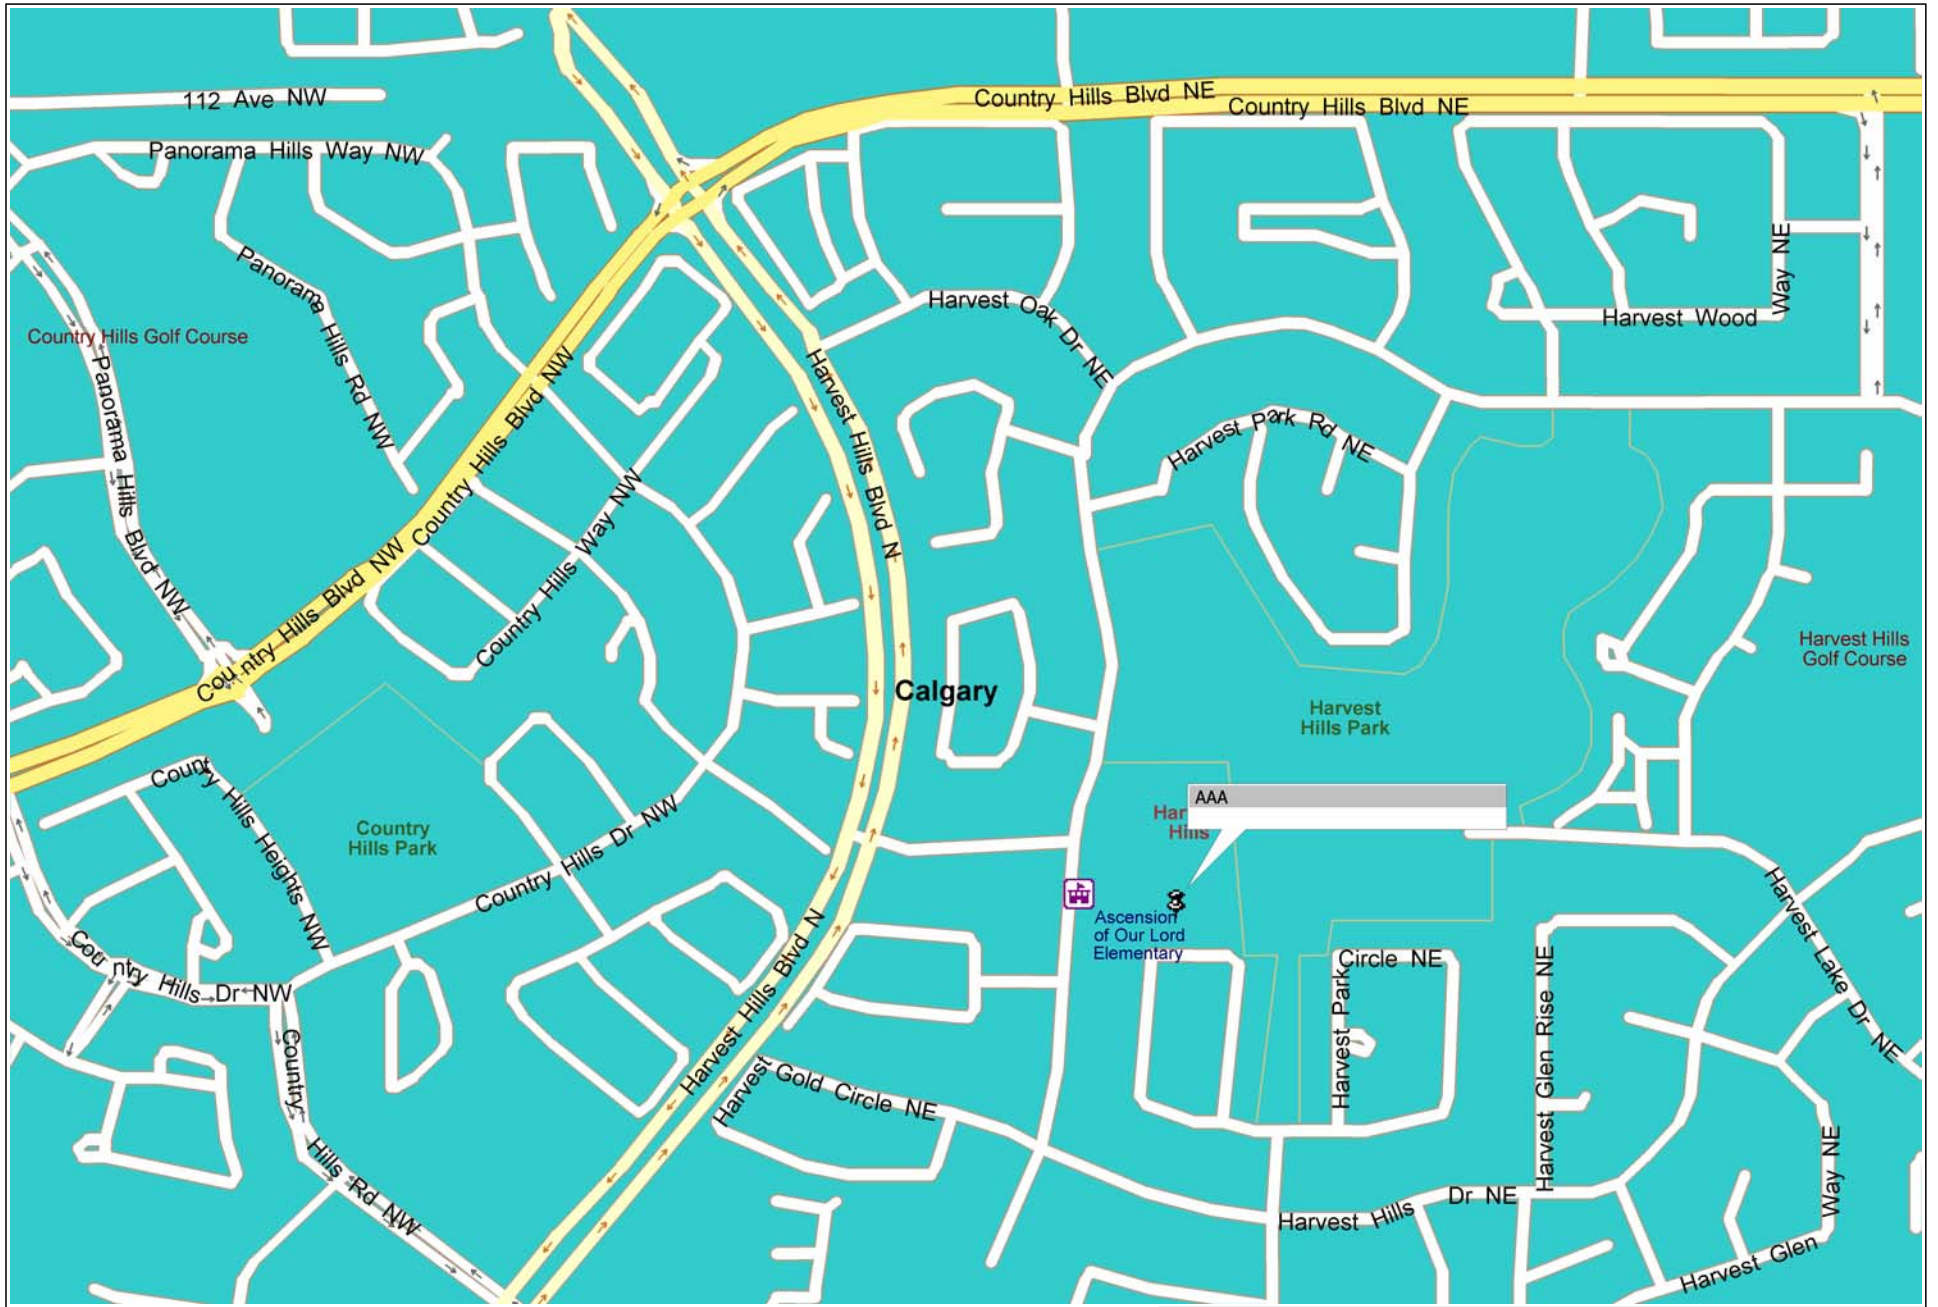 112 Ave NW
Country Hills Blvd NE
Country Hills Blvd NE
Panorama Hills Way NW
Panorama Hills Rd NW
Country Hills Golf Course
Panorama Hills Blvd NW
Harvest Oak Dr NE
Way NE
Harvest Wood
Country Hills Blvd NW
Harvest Hills Blvd N
Harvest Park Rd NE
Country Hills Way NW
Country Hills Blvd NW
Harvest Hills
Golf Course
Calgary
Harvest
Hills Park
AAA
Har
Hills
Country Hills Heights NW
Country
Hills Park
Country Hills Dr NW
Ascension
of Our Lord
Elementary
Harvest Lake Dr NE
Country Hills Dr NW
Harvest Hills Blvd N
Circle NE
Harvest Park
Harvest Glen Rise NE
Country
Hills Rd NW
Harvest
Gold Circle NE
Way NE
Harvest Hills
Dr NE
Harvest Glen